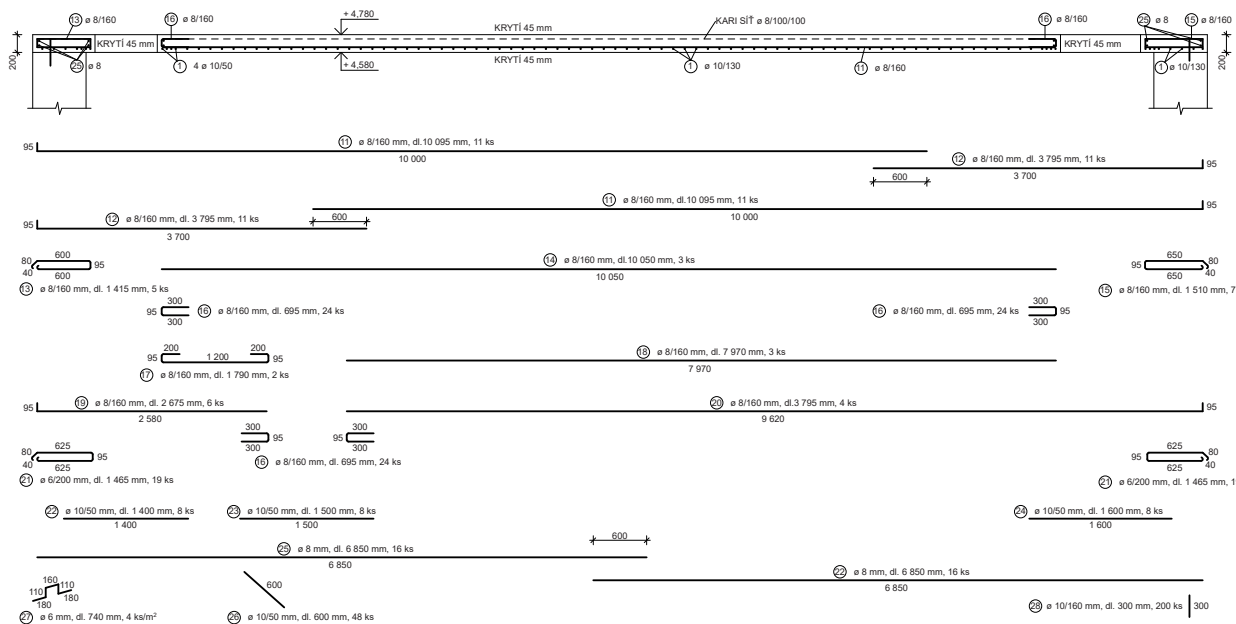 13 ø 8/160
16 ø 8/160
+ 4,780
KRYTÍ 45 mm
KARI SÍŤ ø 8/100/100
16 ø 8/160
25 ø 8
15 ø 8/160
200
KRYTÍ 45 mm
KRYTÍ 45 mm
200
25 ø 8
1 4 ø 10/50
+ 4,580
KRYTÍ 45 mm
1 ø 10/130
11 ø 8/160
1 ø 10/130
95
11 ø 8/160 mm, dl.10 095 mm, 11 ks
10 000
12 ø 8/160 mm, dl. 3 795 mm, 11 ks
95
600
3 700
11 ø 8/160 mm, dl.10 095 mm, 11 ks
95
10 000
95
12 ø 8/160 mm, dl. 3 795 mm, 11 ks
600
3 700
80
600
95
40
600
13 ø 8/160 mm, dl. 1 415 mm, 5 ks
14 ø 8/160 mm, dl.10 050 mm, 3 ks
10 050
650
80
95
650
40
15 ø 8/160 mm, dl. 1 510 mm, 7
300
95
300
16 ø 8/160 mm, dl. 695 mm, 24 ks
16 ø 8/160 mm, dl. 695 mm, 24 ks
300
95
300
200
1 200
200
95
95
17 ø 8/160 mm, dl. 1 790 mm, 2 ks
18 ø 8/160 mm, dl. 7 970 mm, 3 ks
7 970
95
19 ø 8/160 mm, dl. 2 675 mm, 6 ks
2 580
20 ø 8/160 mm, dl.3 795 mm, 4 ks
95
9 620
300
95
300
300
95
300
16 ø 8/160 mm, dl. 695 mm, 24 ks
80
625
95
40
625
21 ø 6/200 mm, dl. 1 465 mm, 19 ks
625
80
95
625
40
21 ø 6/200 mm, dl. 1 465 mm, 1
22 ø 10/50 mm, dl. 1 400 mm, 8 ks
1 400
23 ø 10/50 mm, dl. 1 500 mm, 8 ks
1 500
24 ø 10/50 mm, dl. 1 600 mm, 8 ks
1 600
25 ø 8 mm, dl. 6 850 mm, 16 ks
6 850
600
22 ø 8 mm, dl. 6 850 mm, 16 ks
6 850
160
110
110
180
180
27 ø 6 mm, dl. 740 mm, 4 ks/m²
600
26 ø 10/50 mm, dl. 600 mm, 48 ks
28 ø 10/160 mm, dl. 300 mm, 200 ks
300